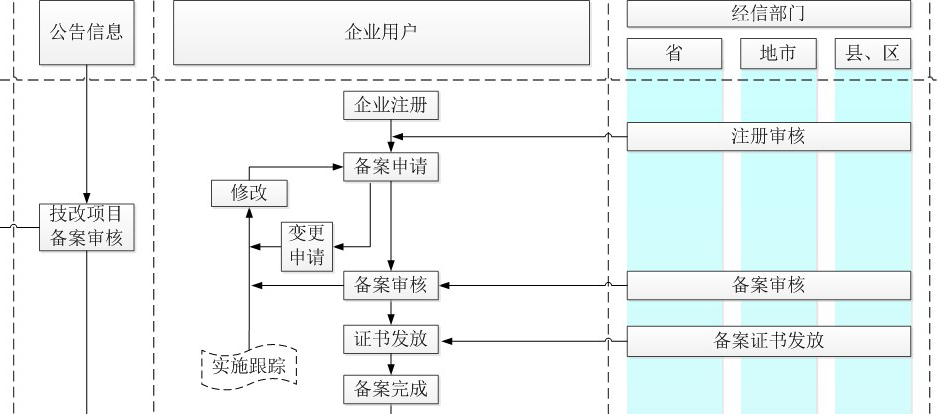 公告信息
企业用户
经信部门
省
地市
县、区
企业注册
注册审核
备案申请
修改
技改项目
备案审核
变更
申请
备案审核
备案审核
证书发放
备案证书发放
实施跟踪
备案完成